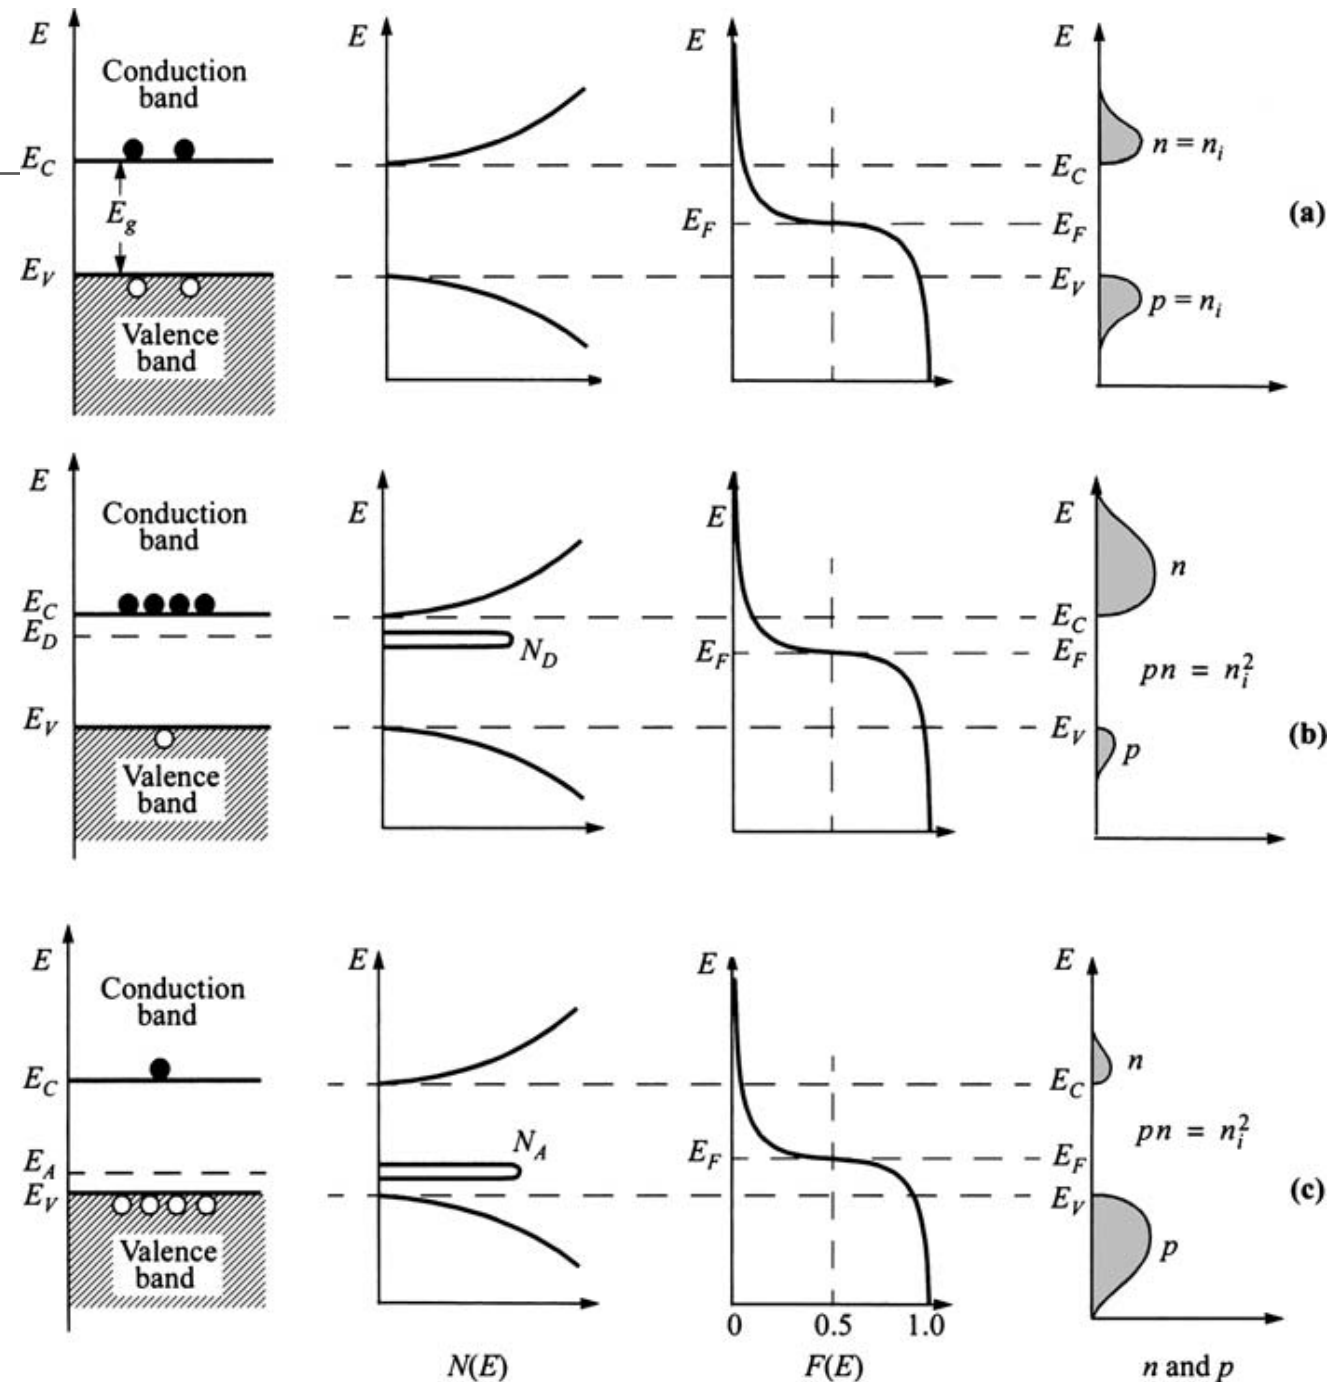 E
Conduction
band
E_C
E_g
E_V
Valence
band
E
E
E_F
E
n = n_i
E_C
E_F
E_V
p = n_i
(a)
E
Conduction
band
E_C
E_D
E_V
Valence
band
E
N_D
E
E_F
E
n
E_C
E_F
pn = n_i^2
E_V
p
(b)
E
Conduction
band
E_C
E_A
E_V
Valence
band
E
N_A
E
E_F
E
n
E_C
pn = n_i^2
E_F
E_V
p
(c)
0 0.5 1.0
N(E) F(E) n and p